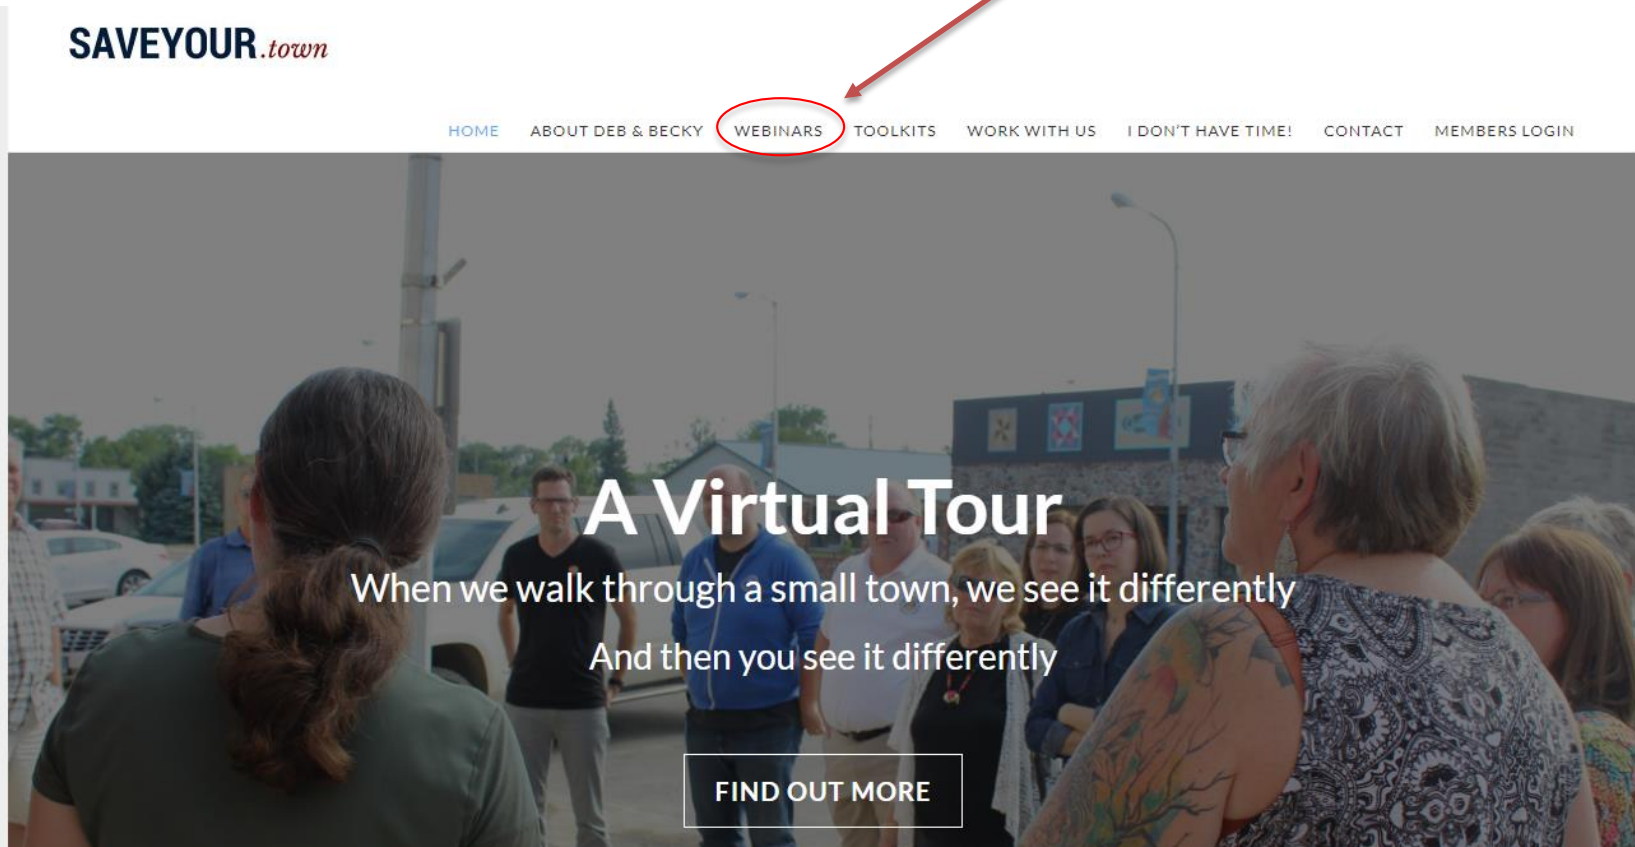 SAVEYOUR.town
HOME ABOUT DEB & BECKY WEBINARS TOOLKITS WORK WITH US I DON'T HAVE TIME! CONTACT MEMBERS LOGIN
A Virtual Tour
When we walk through a small town, we see it differently
And then you see it differently
FIND OUT MORE